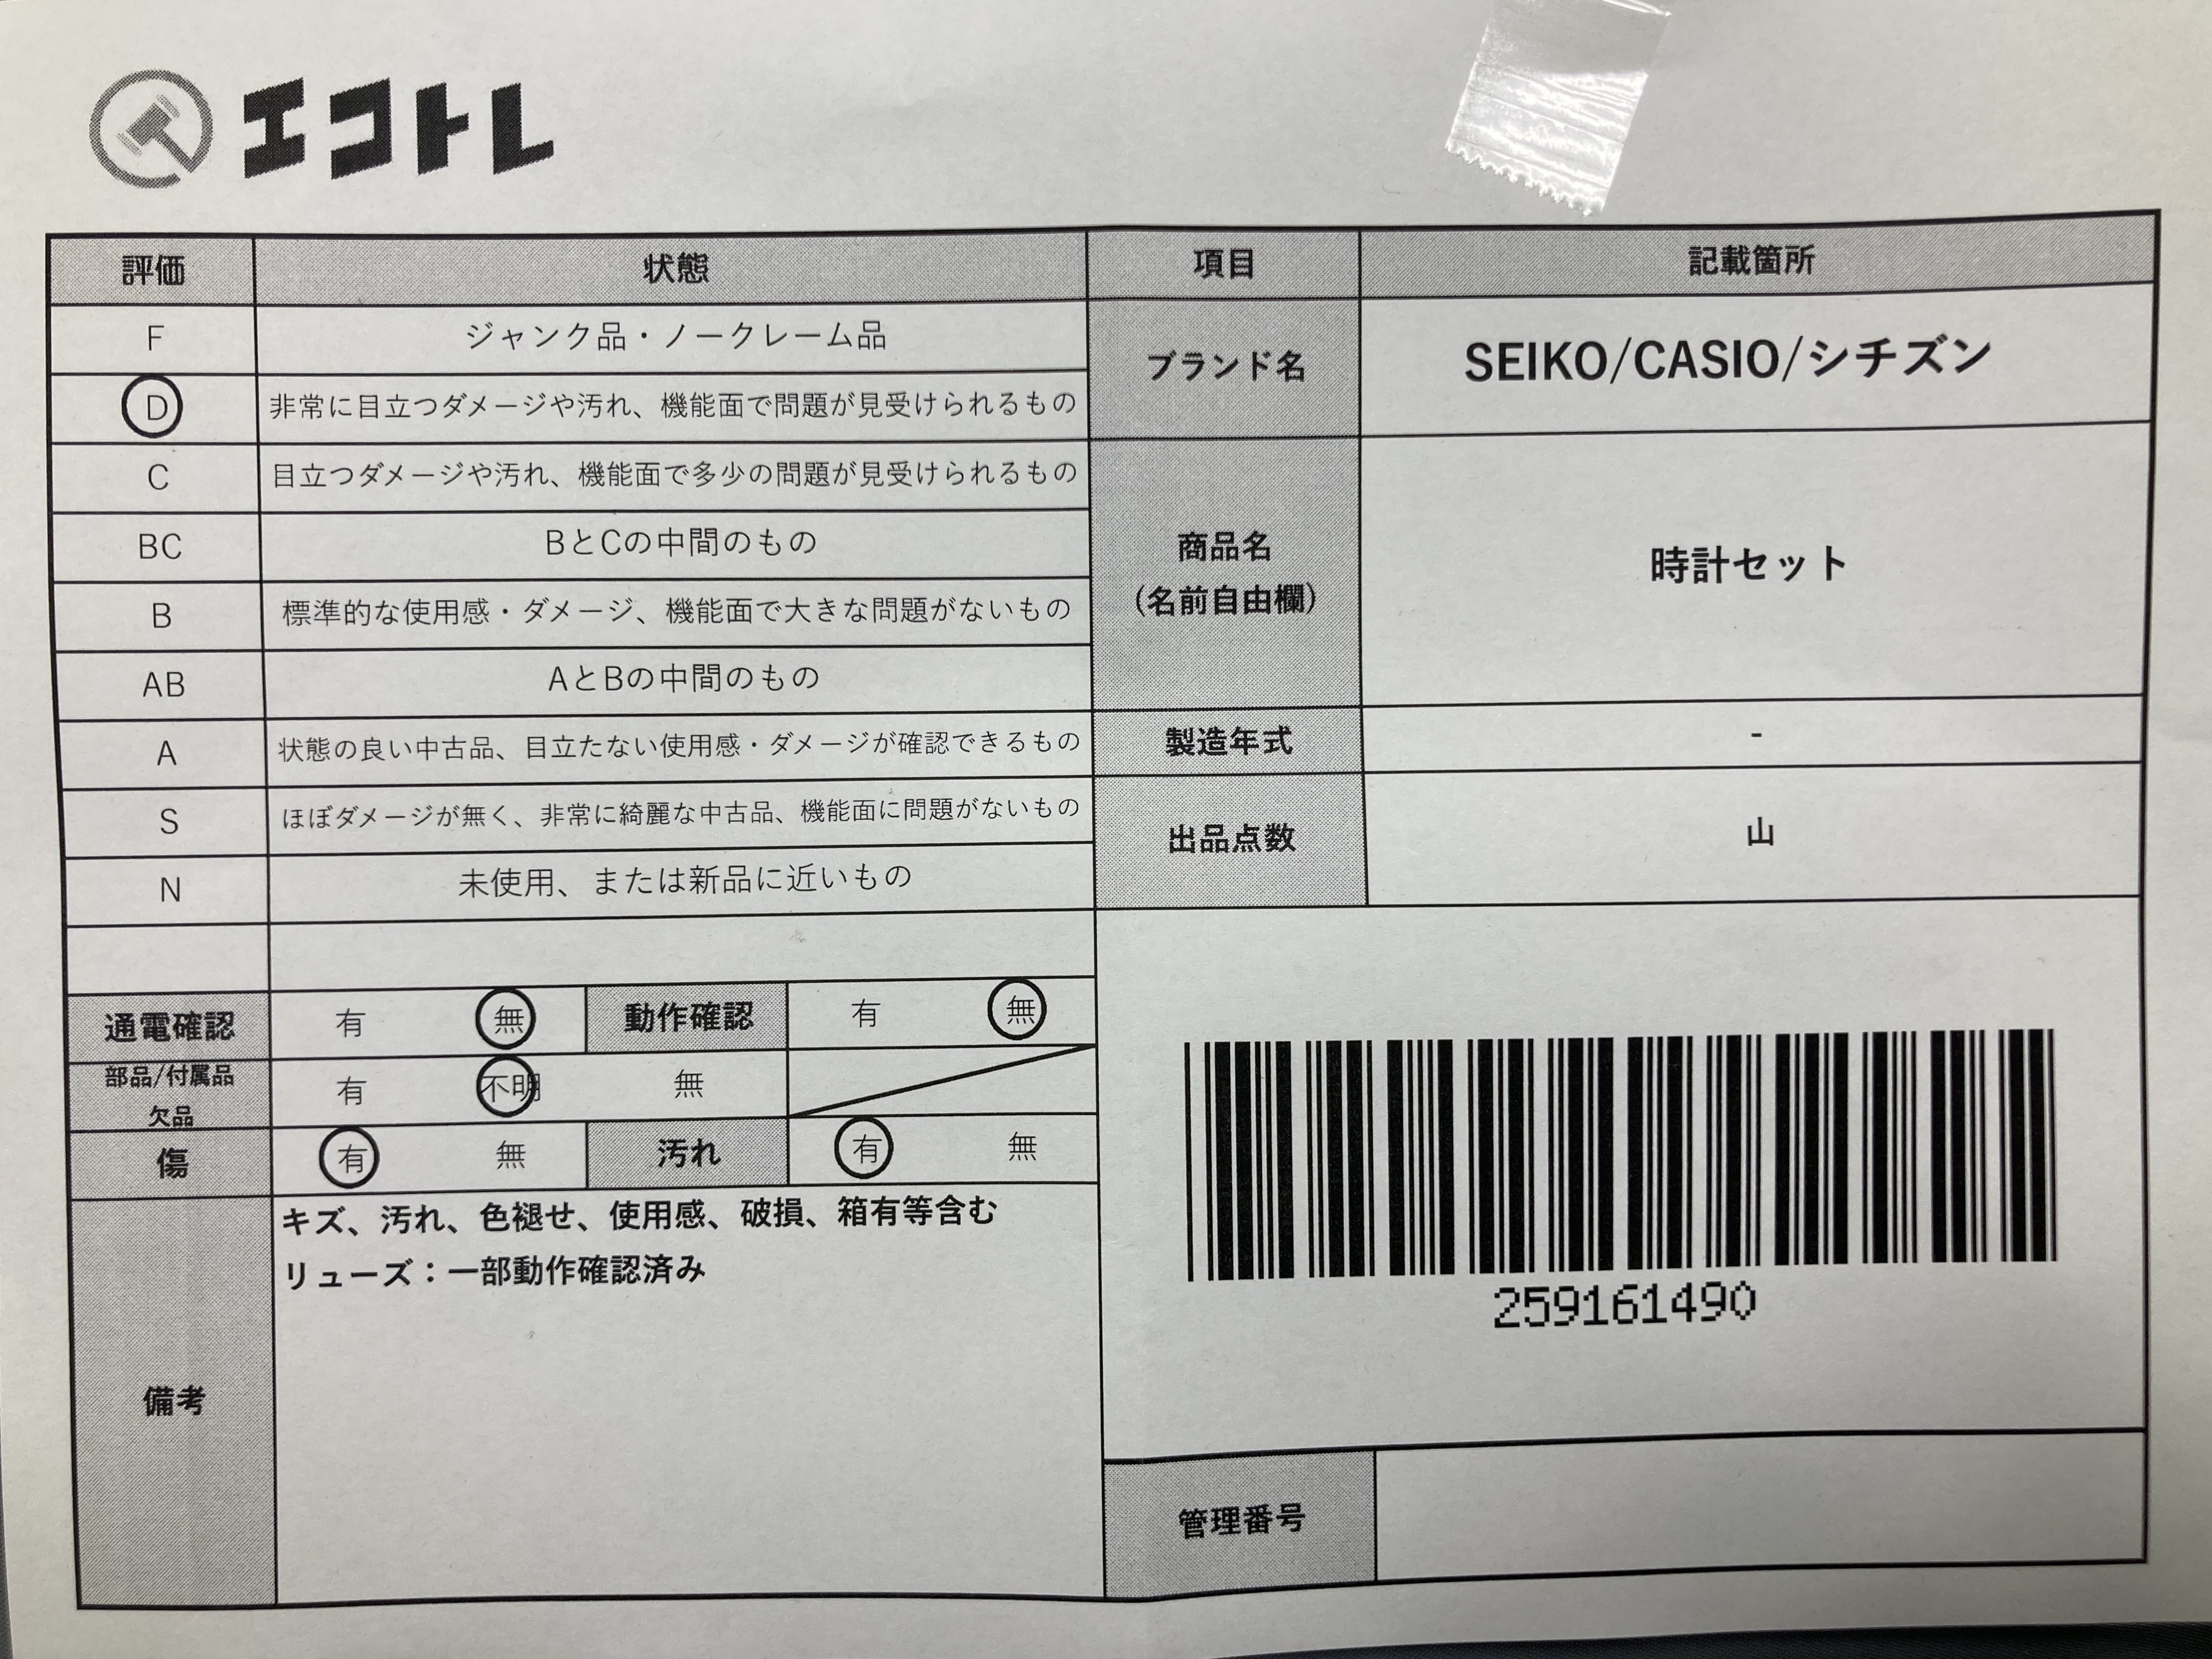 エコトレ
評価 状態
F ジャンク品・ノークレーム品
D 非常に目立つダメージや汚れ、機能面で問題が見受けられるもの
C 目立つダメージや汚れ、機能面で多少の問題が見受けられるもの
BC BとCの中間のもの
B 標準的な使用感・ダメージ、機能面で大きな問題がないもの
AB AとBの中間のもの
A 状態の良い中古品、目立たない使用感・ダメージが確認できるもの
S ほぼダメージが無く、非常に綺麗な中古品、機能面に問題がないもの
N 未使用、または新品に近いもの
通電確認 有 無 動作確認 有 無
部品/付属品
欠品 有 不明 無
傷 有 無 汚れ 有 無
備考
キズ、汚れ、色褪せ、使用感、破損、箱有等含む
リューズ：一部動作確認済み
項目 記載箇所
ブランド名 SEIKO/CASIO/シチズン
商品名
(名前自由欄)
時計セット
製造年式 -
出品点数 山
259161490
管理番号